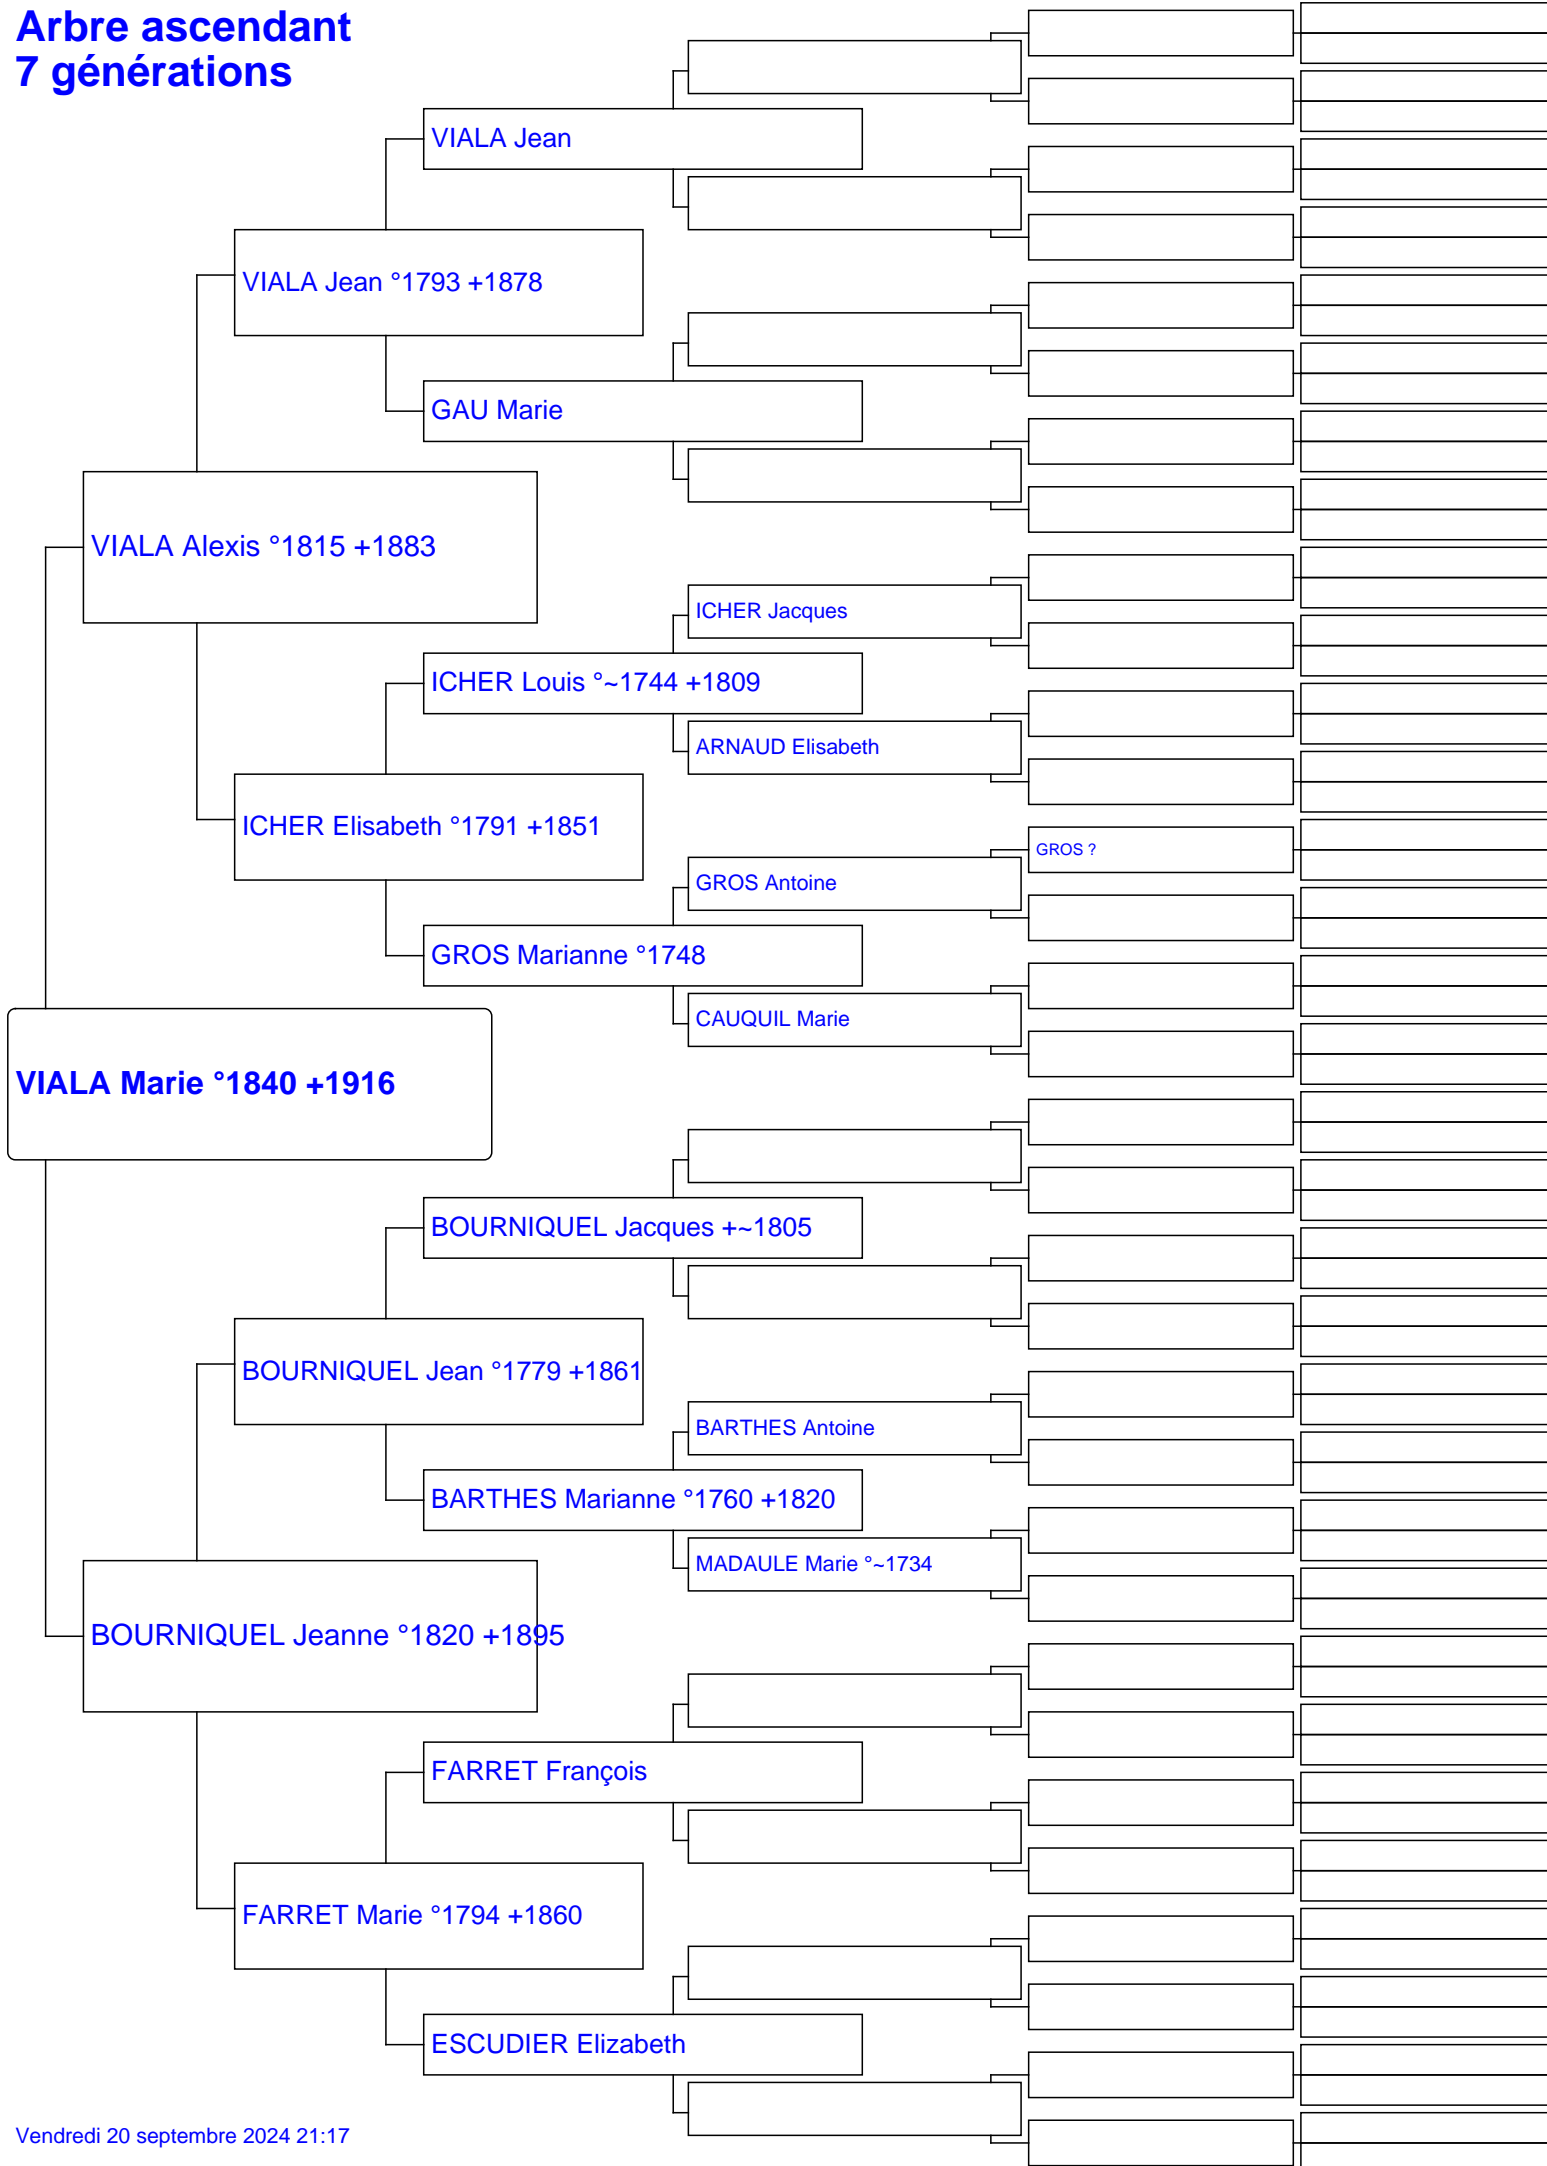 Arbre ascendant
7 générations
VIALA Jean
VIALA Jean °1793 +1878
GAU Marie
VIALA Alexis °1815 +1883
ICHER Jacques
ICHER Louis °~1744 +1809
ARNAUD Elisabeth
ICHER Elisabeth °1791 +1851
GROS ?
GROS Antoine
GROS Marianne °1748
CAUQUIL Marie
VIALA Marie °1840 +1916
BOURNIQUEL Jacques +~1805
BOURNIQUEL Jean °1779 +1861
BARTHES Antoine
BARTHES Marianne °1760 +1820
MADAULE Marie °~1734
BOURNIQUEL Jeanne °1820 +1895
FARRET François
FARRET Marie °1794 +1860
ESCUDIER Elizabeth
Vendredi 20 septembre 2024 21:17